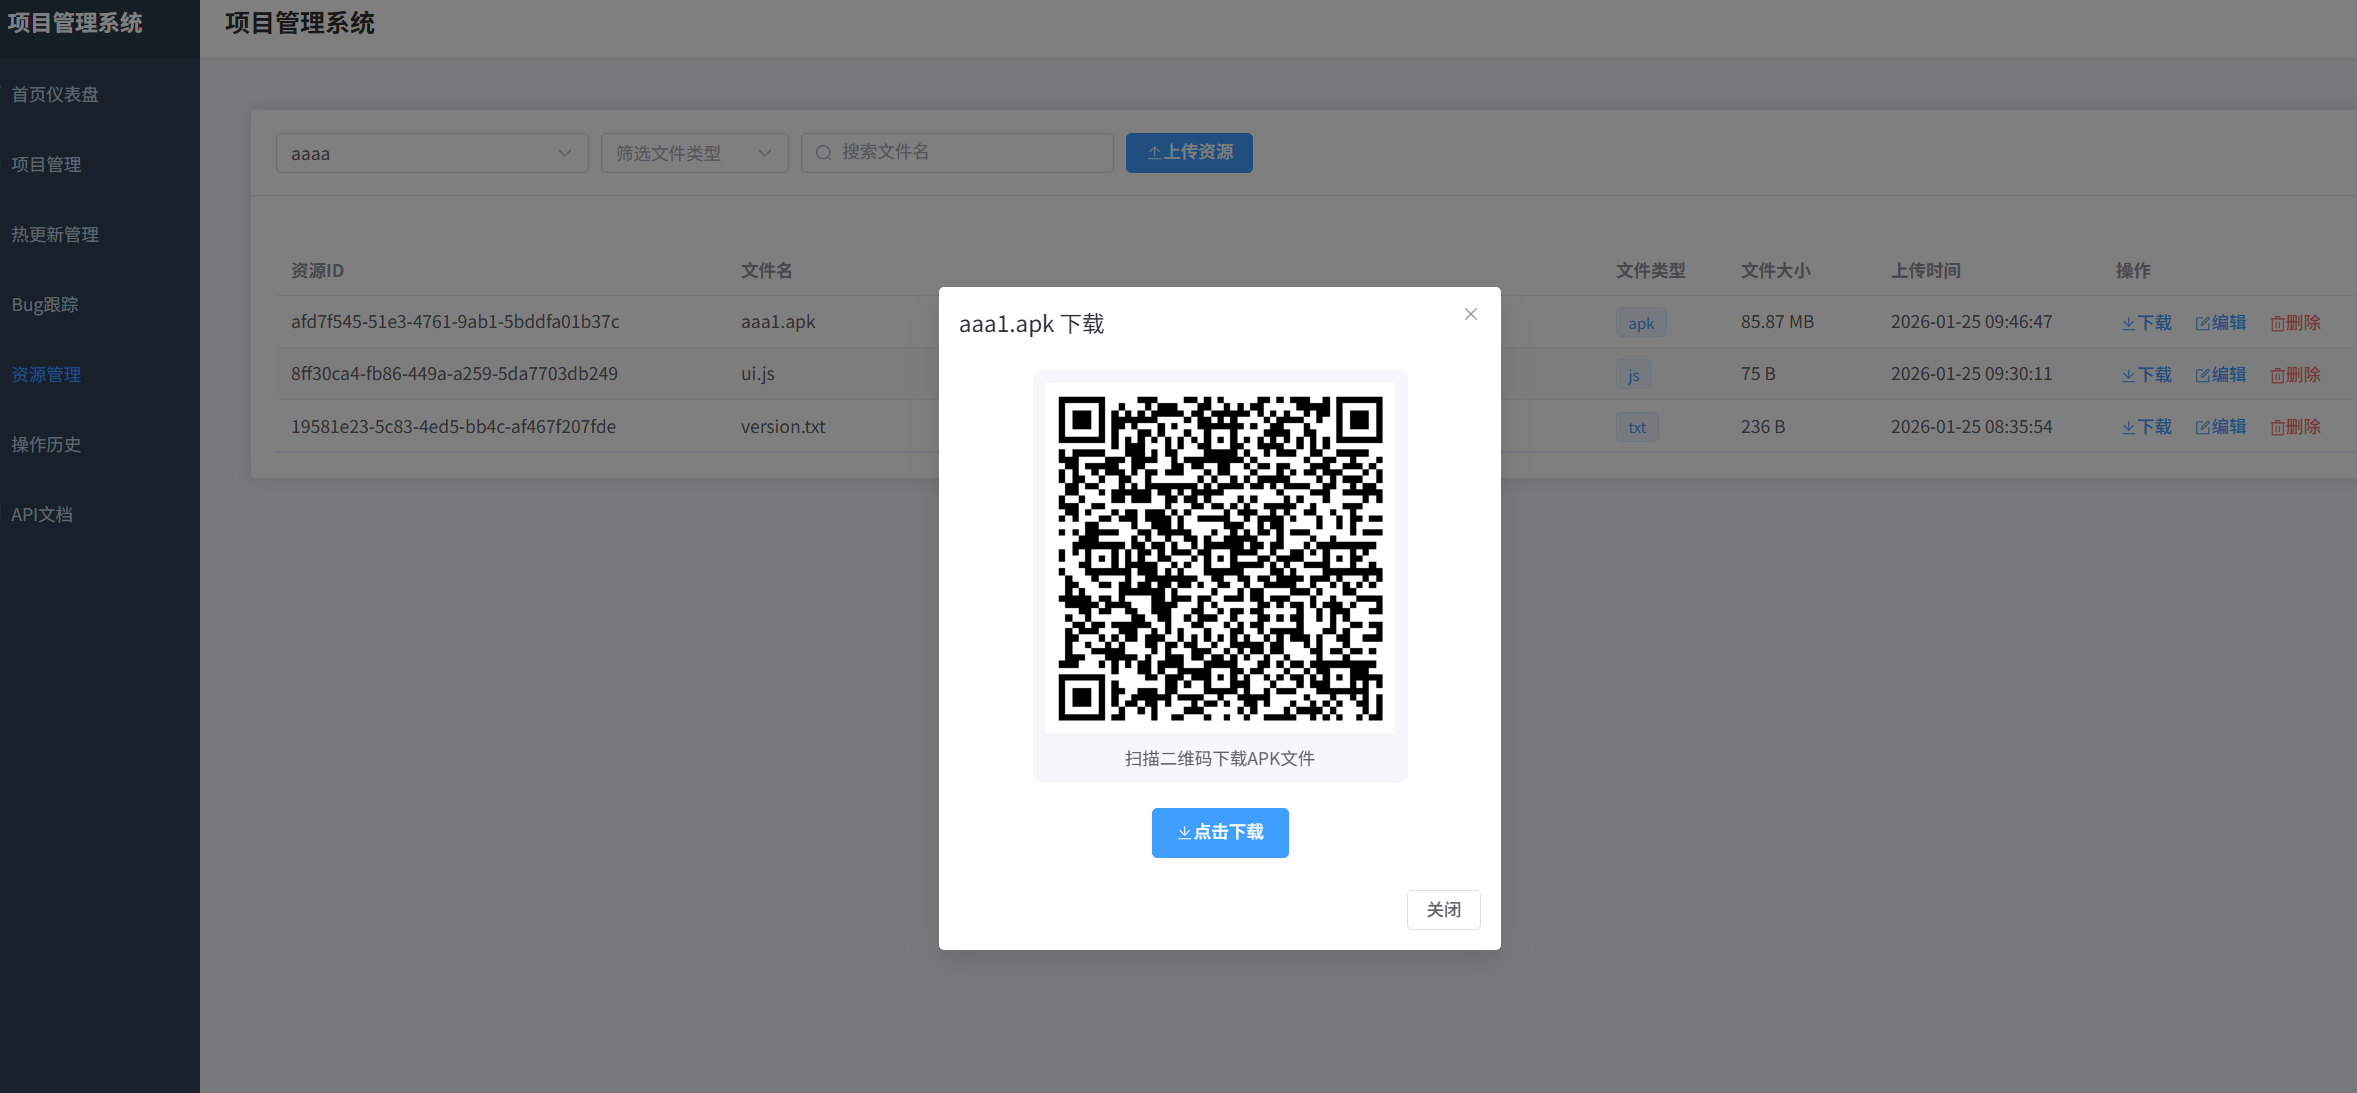 项目管理系统
项目管理系统
首页仪表盘
项目管理
热更新管理
Bug跟踪
资源管理
操作历史
API文档
aaaa
筛选文件类型
搜索文件名
上传资源
资源ID 文件名 文件类型 文件大小 上传时间 操作
afd7f545-51e3-4761-9ab1-5bddfa01b37c aaa1.apk apk 85.87 MB 2026-01-25 09:46:47 下载 编辑 删除
8ff30ca4-fb86-449a-a259-5da7703db249 ui.js js 75 B 2026-01-25 09:30:11 下载 编辑 删除
19581e23-5c83-4ed5-bb4c-af467f207fde version.txt txt 236 B 2026-01-25 08:35:54 下载 编辑 删除
aaa1.apk 下载
扫描二维码下载APK文件
点击下载
关闭